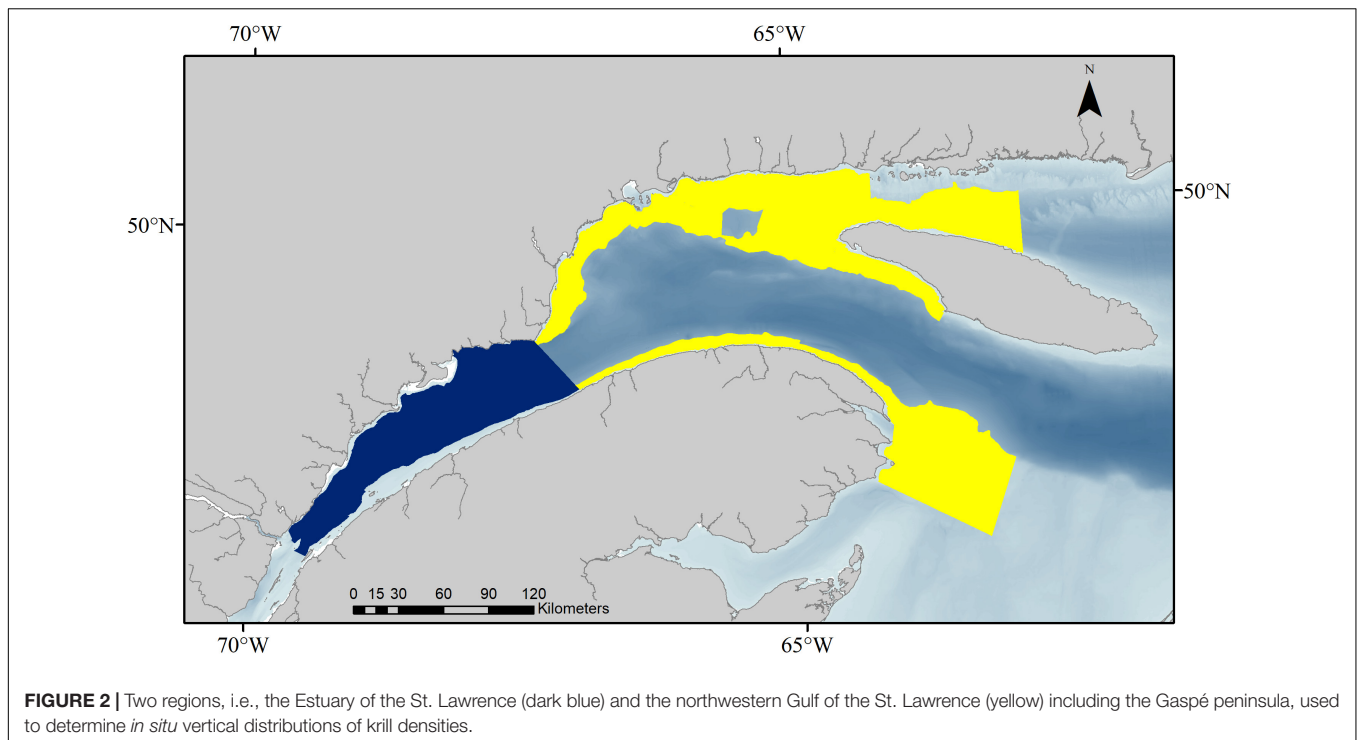 70°W 65°W
N
50°N
50°N
0 15 30 60 90 120
Kilometers
70°W 65°W
FIGURE 2 | Two regions, i.e., the Estuary of the St. Lawrence (dark blue) and the northwestern Gulf of the St. Lawrence (yellow) including the Gaspé peninsula, used
to determine in situ vertical distributions of krill densities.